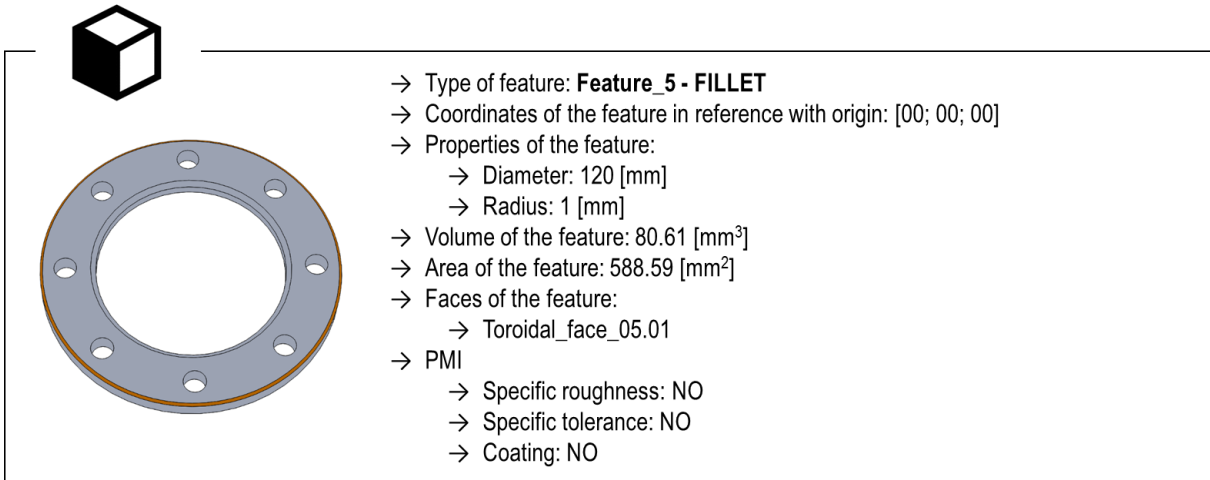 → Type of feature: Feature_5 - FILLET
→ Coordinates of the feature in reference with origin: [00; 00; 00]
→ Properties of the feature:
→ Diameter: 120 [mm]
→ Radius: 1 [mm]
→ Volume of the feature: 80.61 [mm³]
→ Area of the feature: 588.59 [mm²]
→ Faces of the feature:
→ Toroidal_face_05.01
→ PMI
→ Specific roughness: NO
→ Specific tolerance: NO
→ Coating: NO